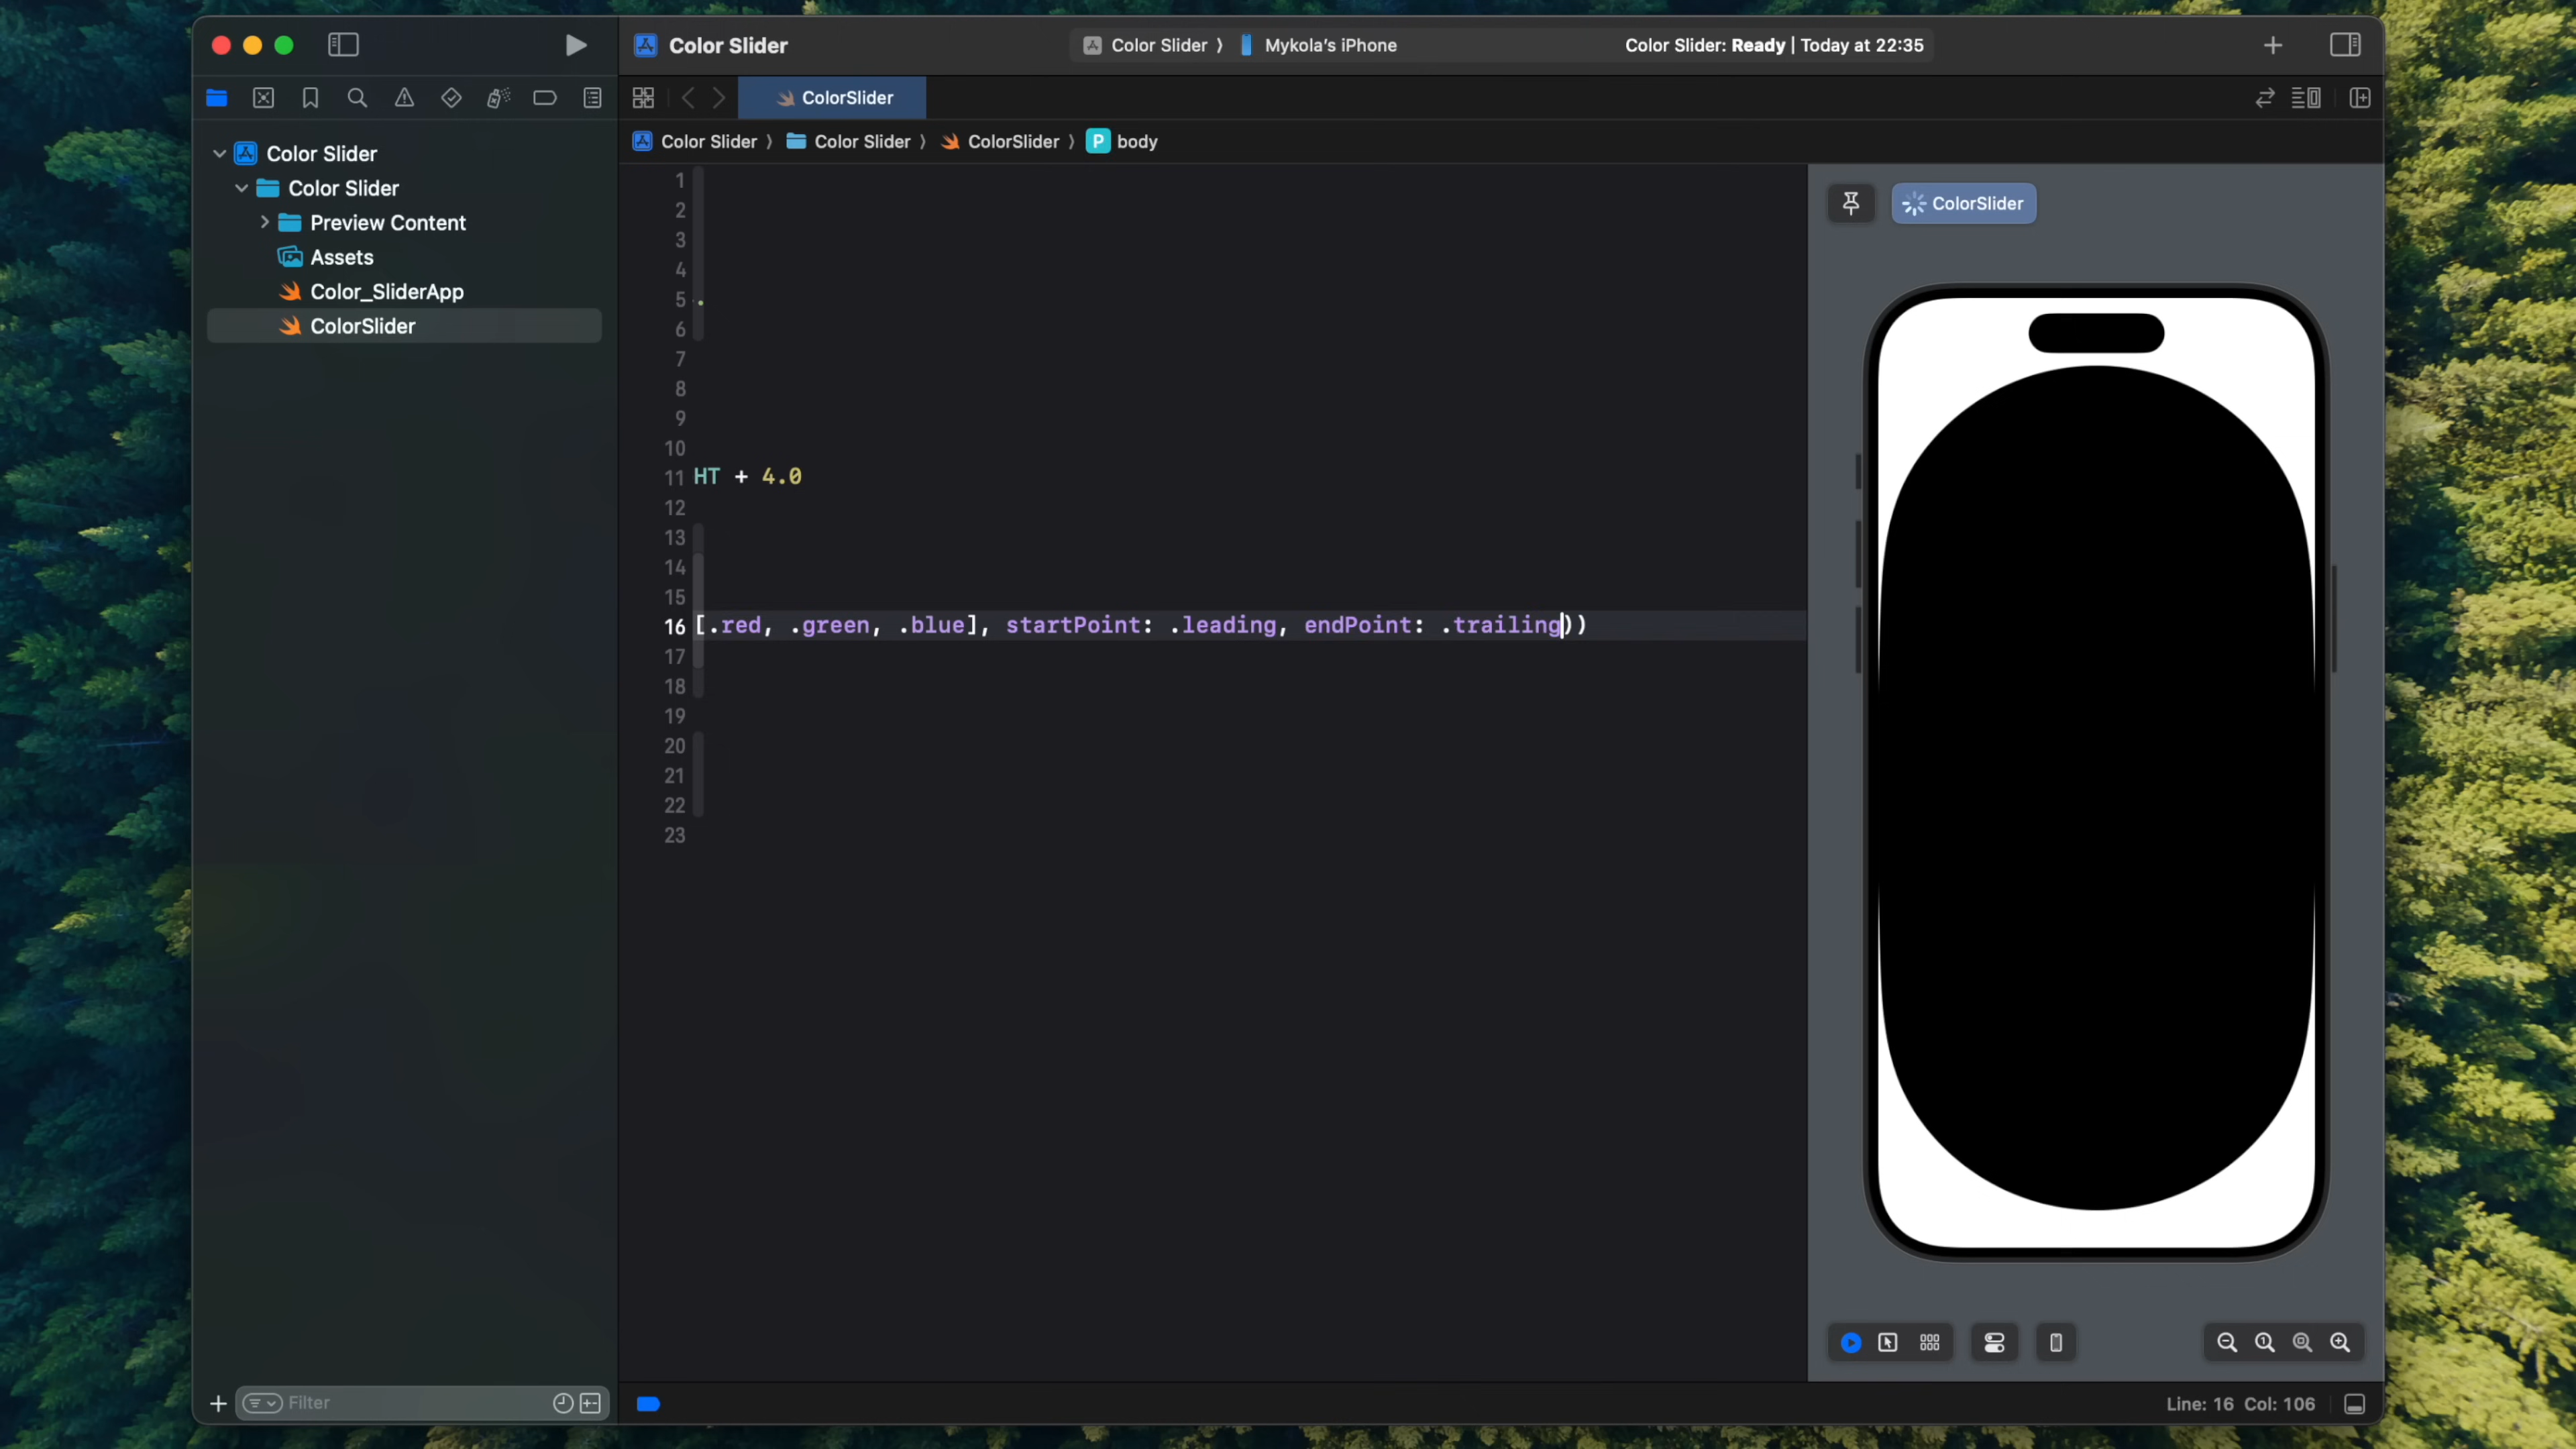 Color Slider
Color Slider ⟩ Mykola's iPhone
Color Slider: Ready | Today at 22:35
ColorSlider
Color Slider ⟩ Color Slider ⟩ ColorSlider ⟩ P body
Color Slider
Color Slider
Preview Content
Assets
Color_SliderApp
ColorSlider
1
2
3
4
5
6
7
8
9
10
11 HT + 4.0
12
13
14
15
16 [.red, .green, .blue], startPoint: .leading, endPoint: .trailing))
17
18
19
20
21
22
23
ColorSlider
Filter
Line: 16 Col: 106